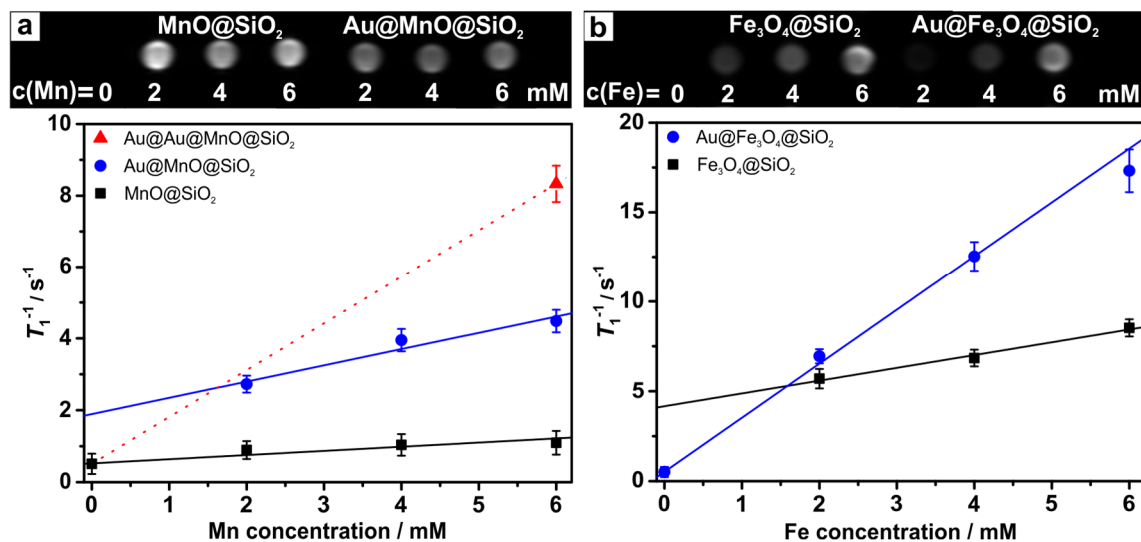 a MnO@SiO₂ Au@MnO@SiO₂
c(Mn)= 0 2 4 6 2 4 6 mM
10
8
6
4
2
0
T₁⁻¹ / s⁻¹
Au@Au@MnO@SiO₂
Au@MnO@SiO₂
MnO@SiO₂
0 1 2 3 4 5 6
Mn concentration / mM
b Fe₃O₄@SiO₂ Au@Fe₃O₄@SiO₂
c(Fe)= 0 2 4 6 2 4 6 mM
20
15
10
5
0
T₁⁻¹ / s⁻¹
Au@Fe₃O₄@SiO₂
Fe₃O₄@SiO₂
0 1 2 3 4 5 6
Fe concentration / mM